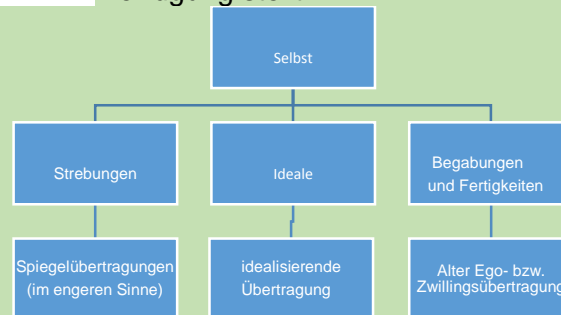 Selbst
Strebungen
Ideale
Begabungen
und Fertigkeiten
Spiegelübertragungen
(im engeren Sinne)
idealisierende
Übertragung
Alter Ego- bzw.
Zwillingsübertragung